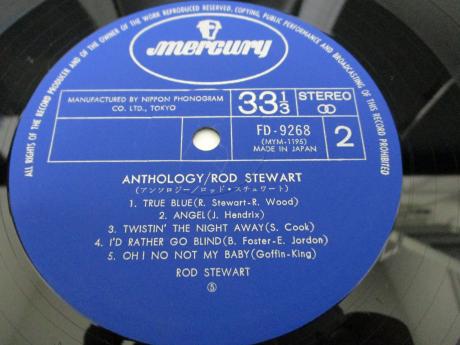 ALL RIGHTS OF THE RECORD PRODUCER AND OF THE OWNER OF THE WORK REPRODUCED RESERVED. COPYING, PUBLIC PERFORMANCE AND BROADCASTING OF THIS RECORD PROHIBITED
mercury
MANUFACTURED BY NIPPON PHONOGRAM
CO. LTD., TOKYO
33 1/3
STEREO
FD-9268
(MYM-1195)
MADE IN JAPAN
2
ANTHOLOGY/ROD STEWART
(アンソロジー/ロッド・スチュワート)
1. TRUE BLUE(R. Stewart-R. Wood)
2. ANGEL(J. Hendrix)
3. TWISTIN' THE NIGHT AWAY(S. Cook)
4. I'D RATHER GO BLIND(B. Foster-E. Jordon)
5. OH! NO NOT MY BABY(Goffin-King)
ROD STEWART
Ⓢ